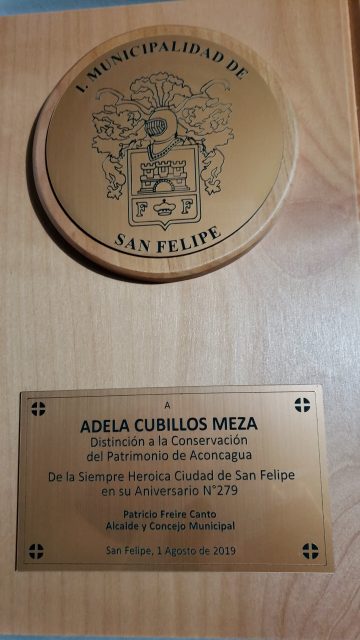 I. MUNICIPALIDAD DE
F F
SAN FELIPE
A
ADELA CUBILLOS MEZA
Distinción a la Conservación
del Patrimonio de Aconcagua
De la Siempre Heroica Ciudad de San Felipe
en su Aniversario N°279
Patricio Freire Canto
Alcalde y Concejo Municipal
San Felipe, 1 Agosto de 2019